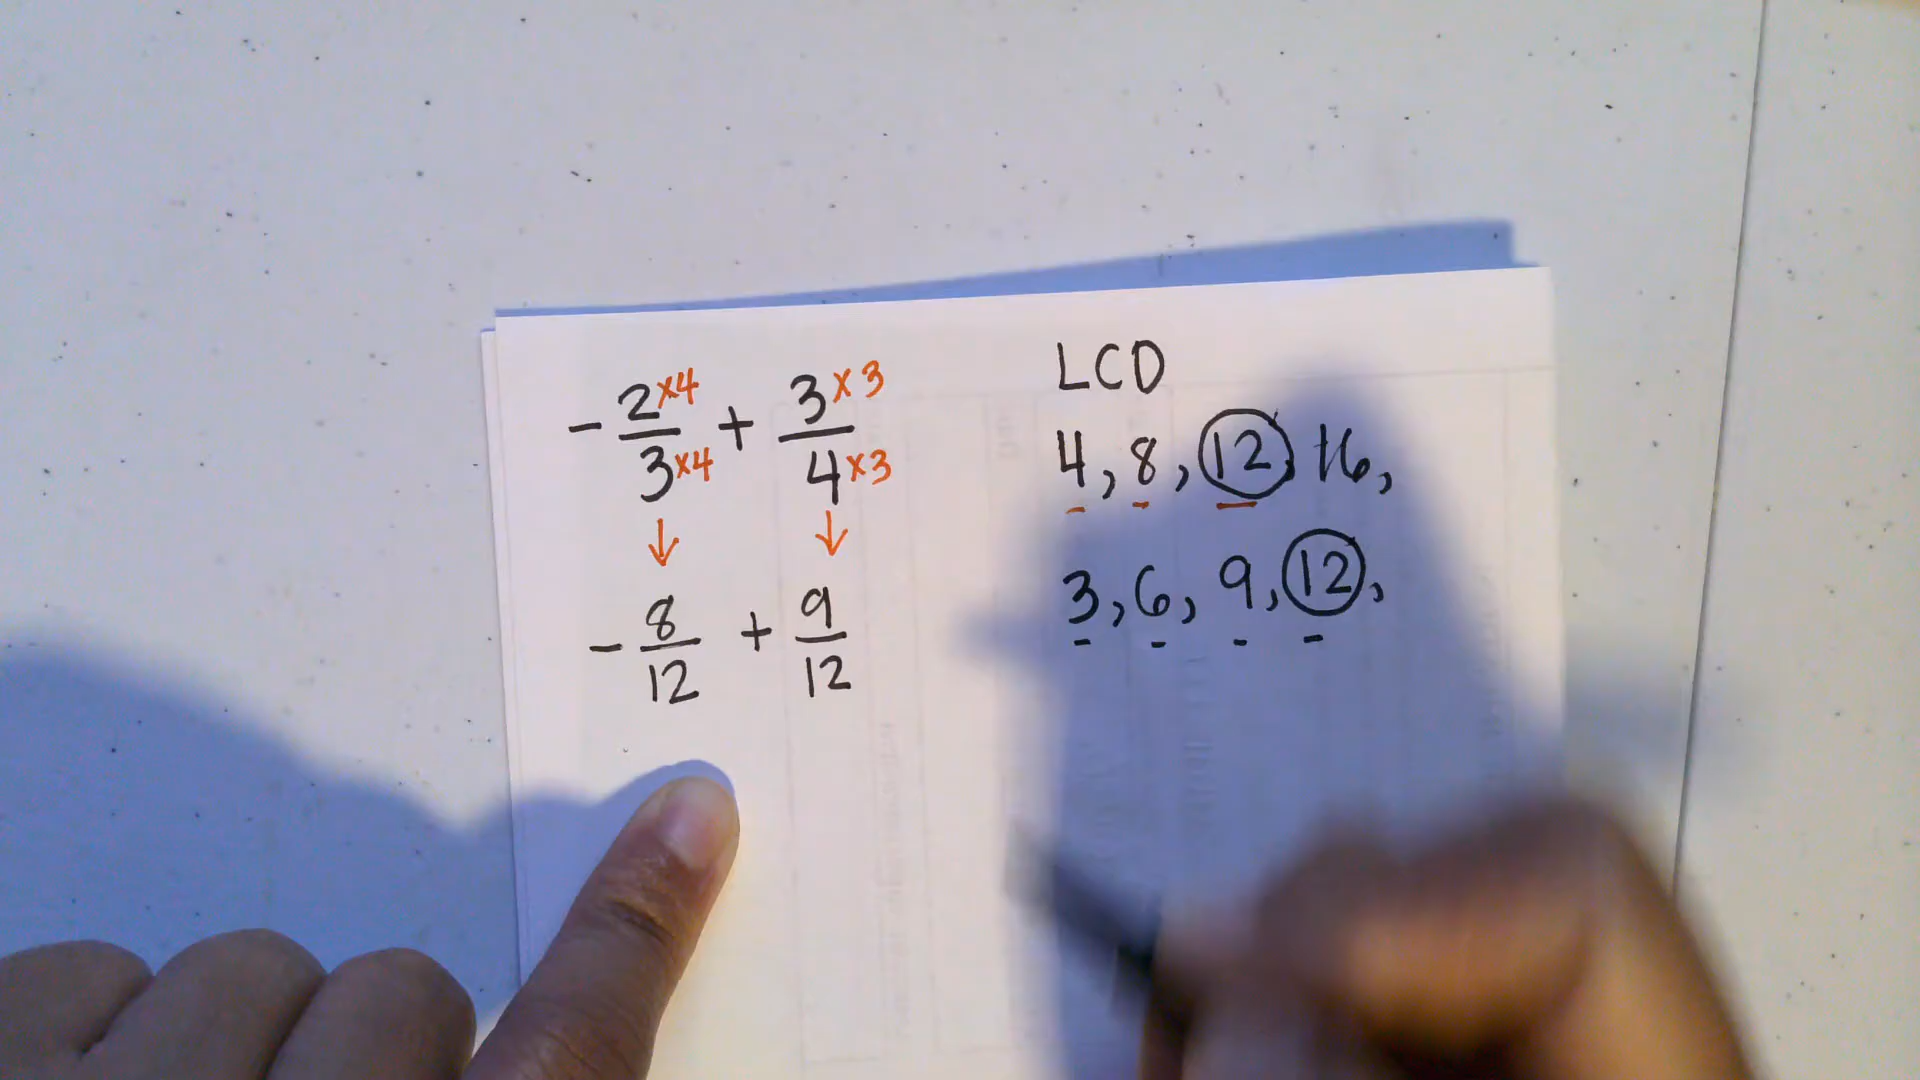 -2×4/3×4 + 3×3/4×3
↓ ↓
-8/12 + 9/12
LCD
4, 8, 12, 16,
3, 6, 9, 12,